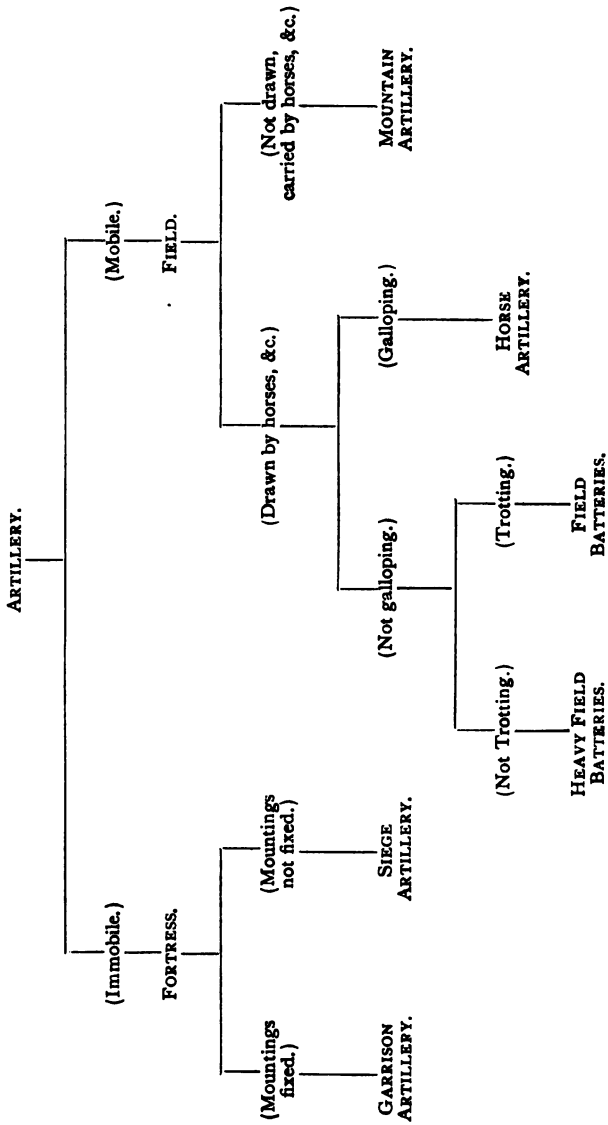 ARTILLERY.
(Immobile.)
(Mobile.)
FORTRESS.
FIELD.
(Mountings
fixed.)
(Mountings
not fixed.)
(Drawn by horses, &c.)
(Not drawn,
carried by horses, &c.)
GARRISON
ARTILLERY.
SIEGE
ARTILLERY.
(Not galloping.)
(Galloping.)
MOUNTAIN
ARTILLERY.
(Not Trotting.)
(Trotting.)
HORSE
ARTILLERY.
HEAVY FIELD
BATTERIES.
FIELD
BATTERIES.